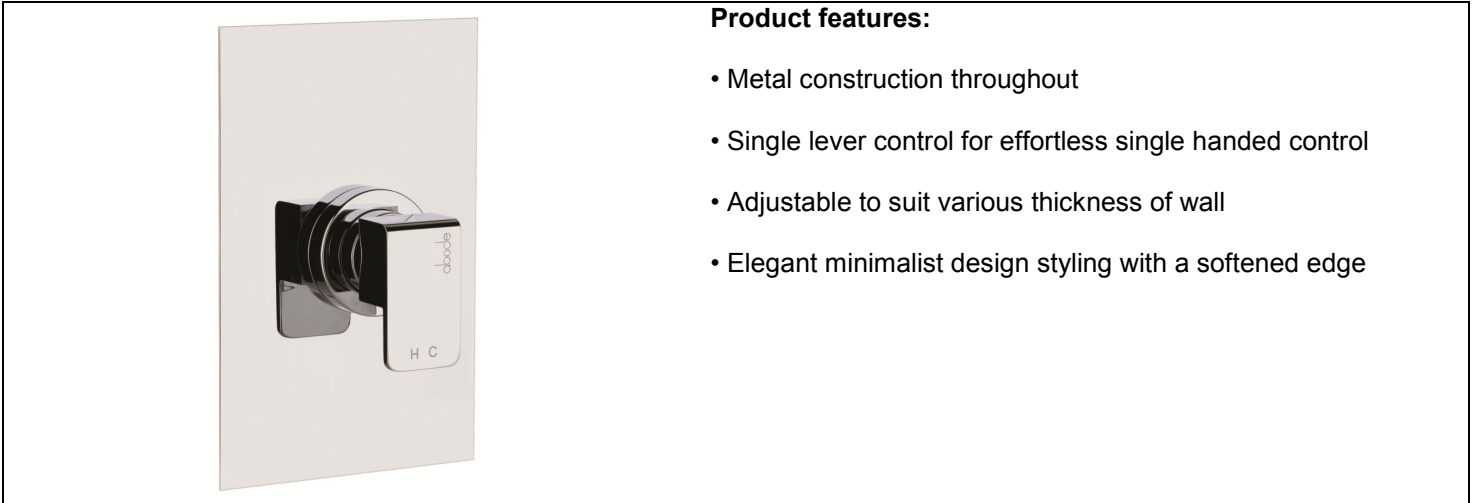 Product features:
• Metal construction throughout
• Single lever control for effortless single handed control
• Adjustable to suit various thickness of wall
• Elegant minimalist design styling with a softened edge
abode
H C